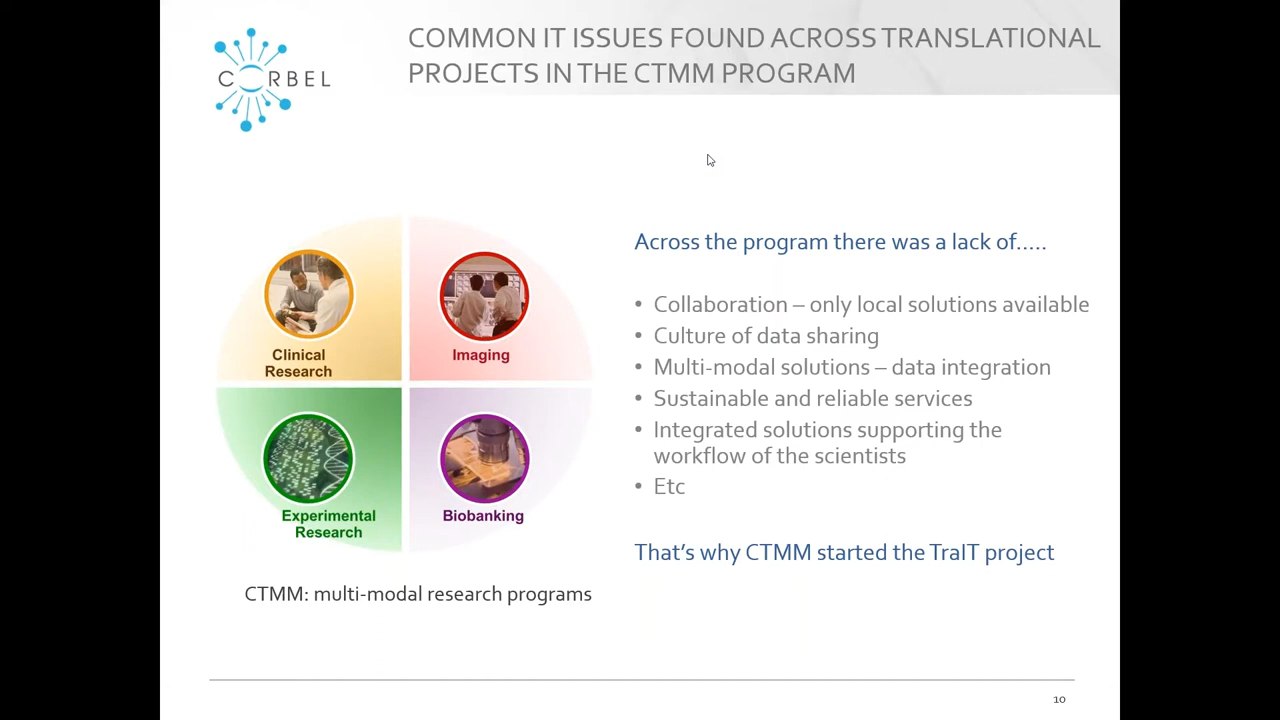 CORBEL
COMMON IT ISSUES FOUND ACROSS TRANSLATIONAL
PROJECTS IN THE CTMM PROGRAM
Clinical
Research
Imaging
Experimental
Research
Biobanking
CTMM: multi-modal research programs
Across the program there was a lack of.....
• Collaboration – only local solutions available
• Culture of data sharing
• Multi-modal solutions – data integration
• Sustainable and reliable services
• Integrated solutions supporting the
workflow of the scientists
• Etc
That's why CTMM started the TraIT project
10